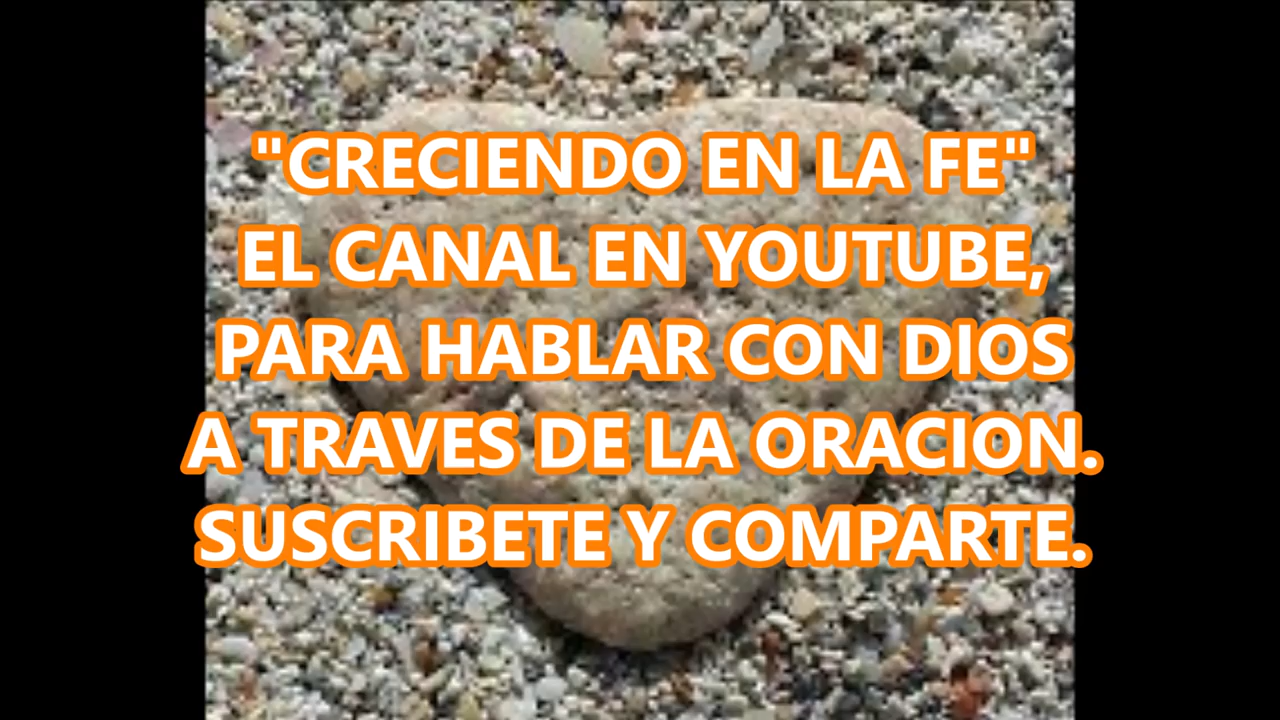 "CRECIENDO EN LA FE"
EL CANAL EN YOUTUBE,
PARA HABLAR CON DIOS
A TRAVES DE LA ORACION.
SUSCRIBETE Y COMPARTE.